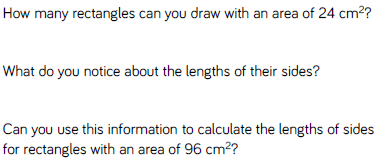 How many rectangles can you draw with an area of 24 cm²?
What do you notice about the lengths of their sides?
Can you use this information to calculate the lengths of sides
for rectangles with an area of 96 cm²?